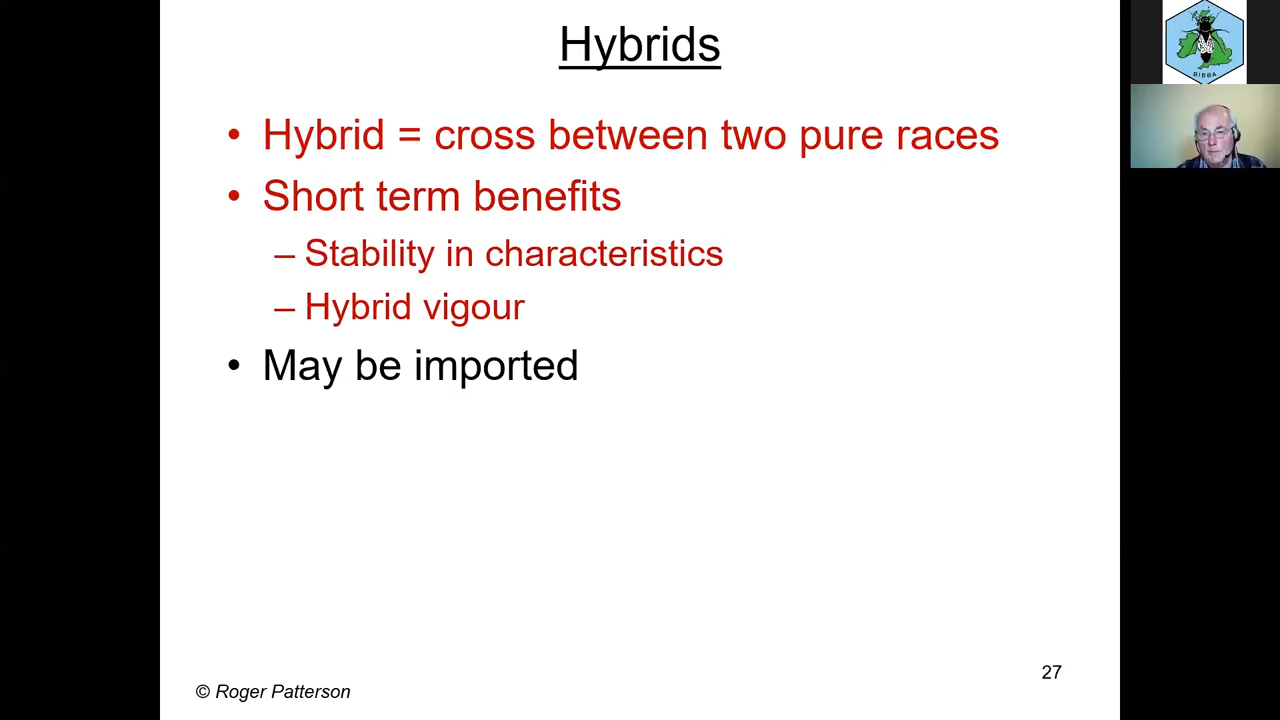 Hybrids
• Hybrid = cross between two pure races
• Short term benefits
– Stability in characteristics
– Hybrid vigour
• May be imported
27
© Roger Patterson
BIBBA